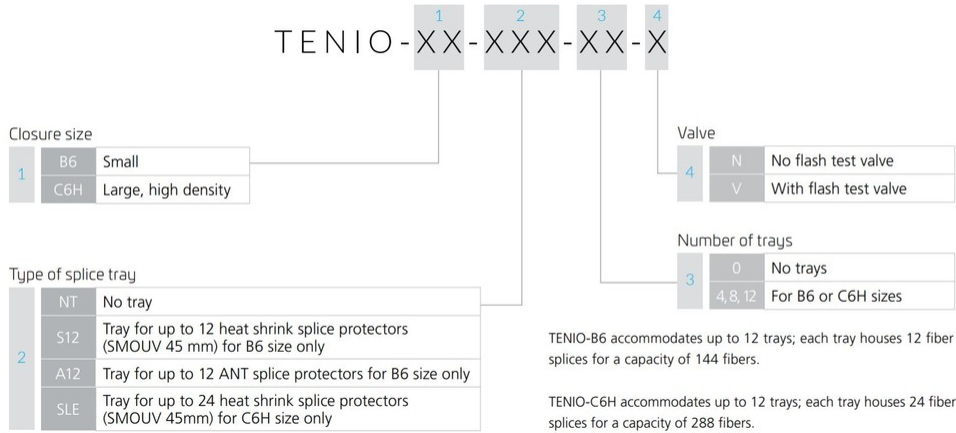 1 2 3 4
TENIO-XX-XXX-XX-X
Closure size
1
B6 Small
C6H Large, high density
Type of splice tray
2
NT No tray
S12 Tray for up to 12 heat shrink splice protectors
(SMOUV 45 mm) for B6 size only
A12 Tray for up to 12 ANT splice protectors for B6 size only
SLE Tray for up to 24 heat shrink splice protectors
(SMOUV 45mm) for C6H size only
Valve
4
N No flash test valve
V With flash test valve
Number of trays
3
0 No trays
4, 8, 12 For B6 or C6H sizes
TENIO-B6 accommodates up to 12 trays; each tray houses 12 fiber
splices for a capacity of 144 fibers.
TENIO-C6H accommodates up to 12 trays; each tray houses 24 fiber
splices for a capacity of 288 fibers.